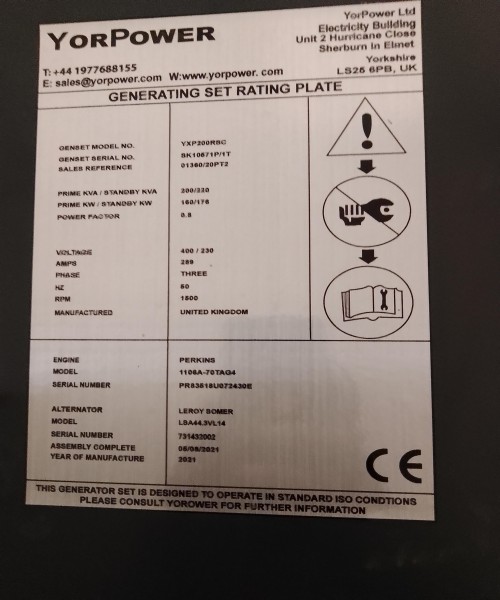 YORPOWER
YorPower Ltd
Electricity Building
Unit 2 Hurricane Close
Sherburn In Elmet
Yorkshire
LS25 6PB, UK
T: +44 1977688155
E: sales@yorpower.com W:www.yorpower. com
GENERATING SET RATING PLATE
GENSET MODEL NO. YXP200RSC
GENSET SERIAL NO. SK10671P/1T
SALES REFERENCE 01360/20PT2
PRIME KVA / STANDBY KVA 200/220
PRIME KW / STANDBY KW 160/176
POWER FACTOR 0.8
VOLTAGE 400 / 230
AMPS 289
PHASE THREE
HZ 50
RPM 1500
MANUFACTURED UNITED KINGDOM
ENGINE PERKINS
MODEL 1106A-70TAG4
SERIAL NUMBER PR83818U072430E
ALTERNATOR LEROY SOMER
MODEL LSA44.3VL14
SERIAL NUMBER 731432002
ASSEMBLY COMPLETE 08/06/2021
YEAR OF MANUFACTURE 2021
CE
THIS GENERATOR SET IS DESIGNED TO OPERATE IN STANDARD ISO CONDTIONS
PLEASE CONSULT YOROWER FOR FURTHER INFORMATION